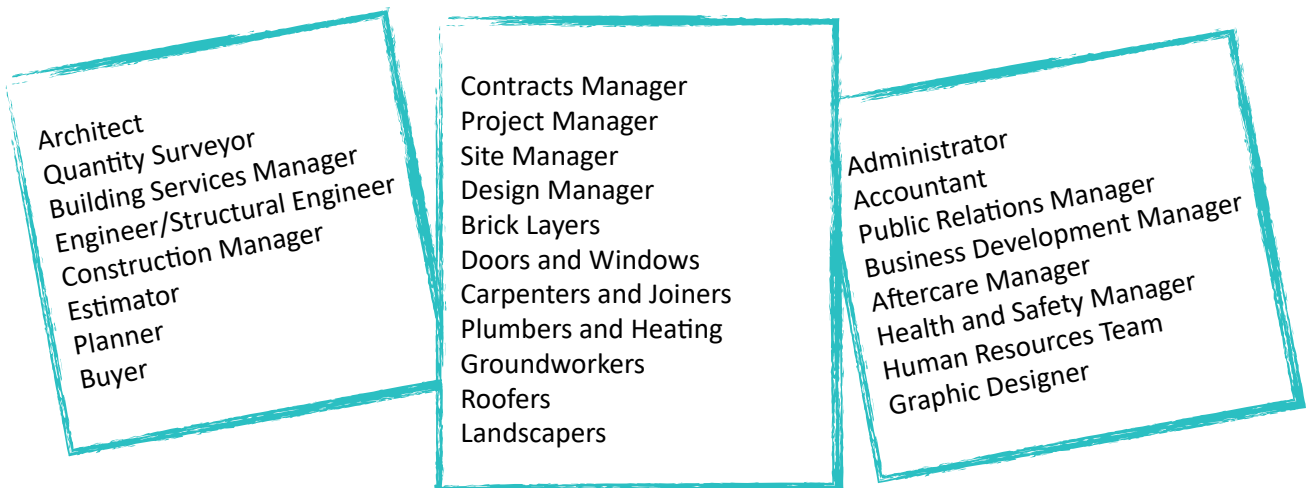 Architect
Quantity Surveyor
Building Services Manager
Engineer/Structural Engineer
Construction Manager
Estimator
Planner
Buyer
Contracts Manager
Project Manager
Site Manager
Design Manager
Brick Layers
Doors and Windows
Carpenters and Joiners
Plumbers and Heating
Groundworkers
Roofers
Landscapers
Administrator
Accountant
Public Relations Manager
Business Development Manager
Aftercare Manager
Health and Safety Manager
Human Resources Team
Graphic Designer